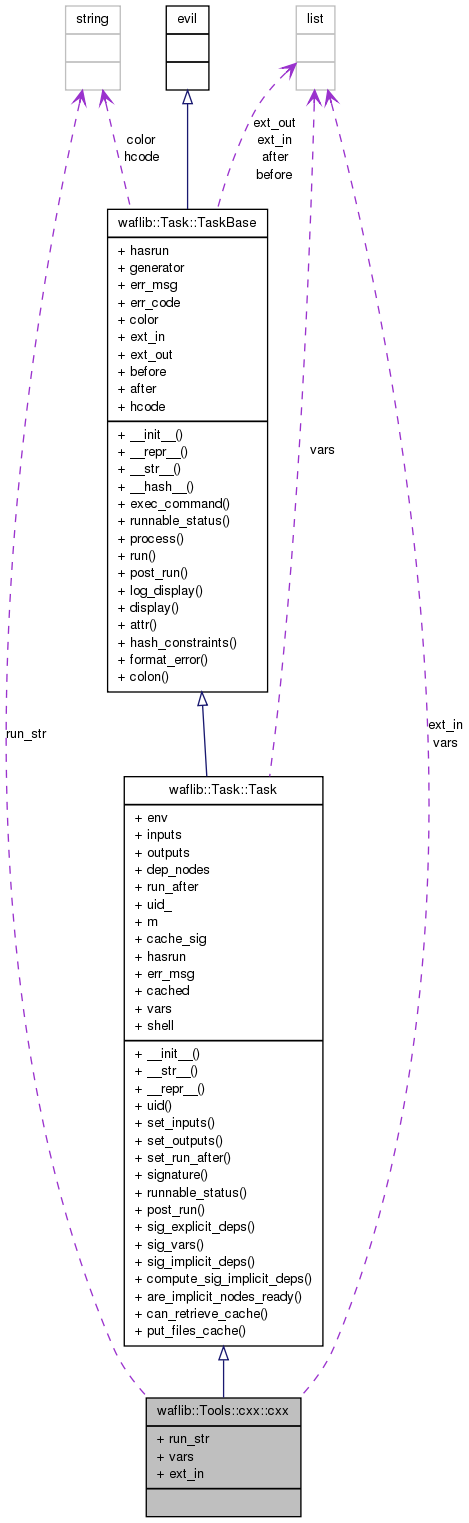 string
evil
list
color
hcode
ext_out
ext_in
after
before
waflib::Task::TaskBase
+ hasrun
+ generator
+ err_msg
+ err_code
+ color
+ ext_in
+ ext_out
+ before
+ after
+ hcode
+ __init__()
+ __repr__()
+ __str__()
+ __hash__()
+ exec_command()
+ runnable_status()
+ process()
+ run()
+ post_run()
+ log_display()
+ display()
+ attr()
+ hash_constraints()
+ format_error()
+ colon()
vars
run_str
ext_in
vars
waflib::Task::Task
+ env
+ inputs
+ outputs
+ dep_nodes
+ run_after
+ uid_
+ m
+ cache_sig
+ hasrun
+ err_msg
+ cached
+ vars
+ shell
+ __init__()
+ __str__()
+ __repr__()
+ uid()
+ set_inputs()
+ set_outputs()
+ set_run_after()
+ signature()
+ runnable_status()
+ post_run()
+ sig_explicit_deps()
+ sig_vars()
+ sig_implicit_deps()
+ compute_sig_implicit_deps()
+ are_implicit_nodes_ready()
+ can_retrieve_cache()
+ put_files_cache()
waflib::Tools::cxx::cxx
+ run_str
+ vars
+ ext_in